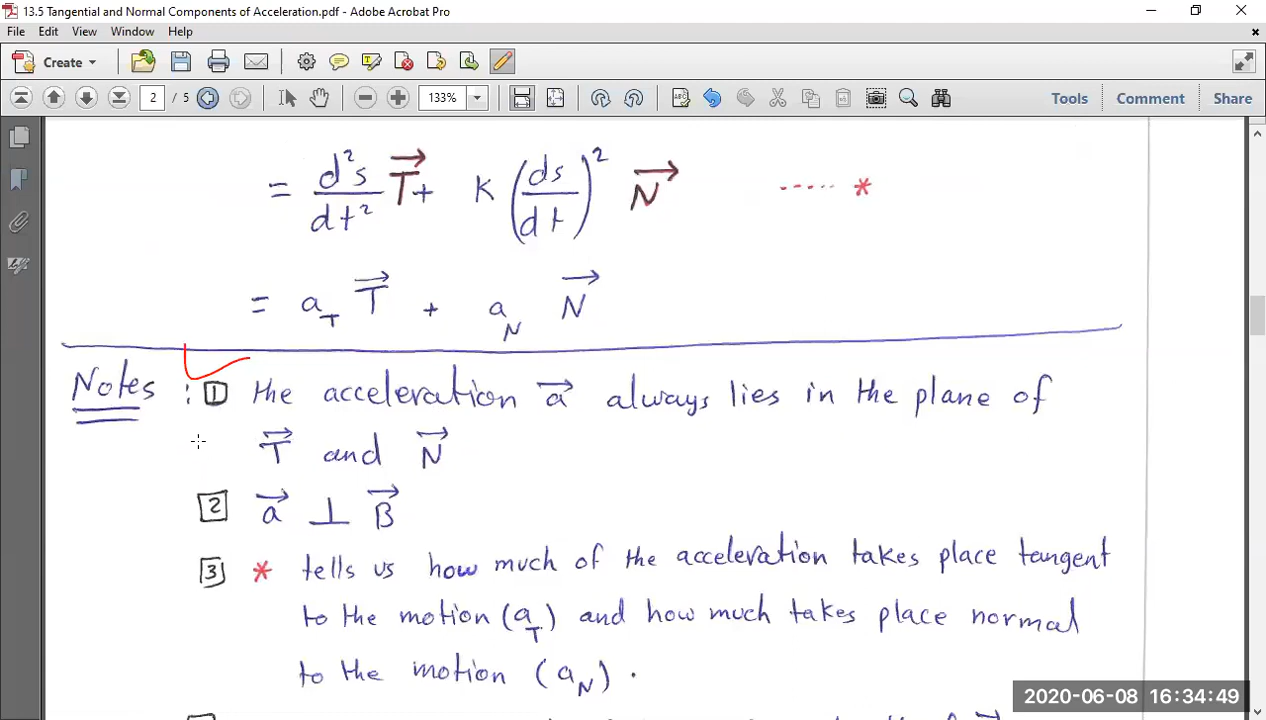 13.5 Tangential and Normal Components of Acceleration.pdf - Adobe Acrobat Pro
File Edit View Window Help
Create
2 / 5 133% Tools Comment Share
= d²s/dt² T⃗ + K (ds/dt)² N⃗ ..... *
= a_T T⃗ + a_N N⃗
Notes : 1 the acceleration a⃗ always lies in the plane of
T⃗ and N⃗
2 a⃗ ⊥ B⃗
3 * tells us how much of the acceleration takes place tangent
to the motion (a_T) and how much takes place normal
to the motion (a_N) .
2020-06-08 16:34:49